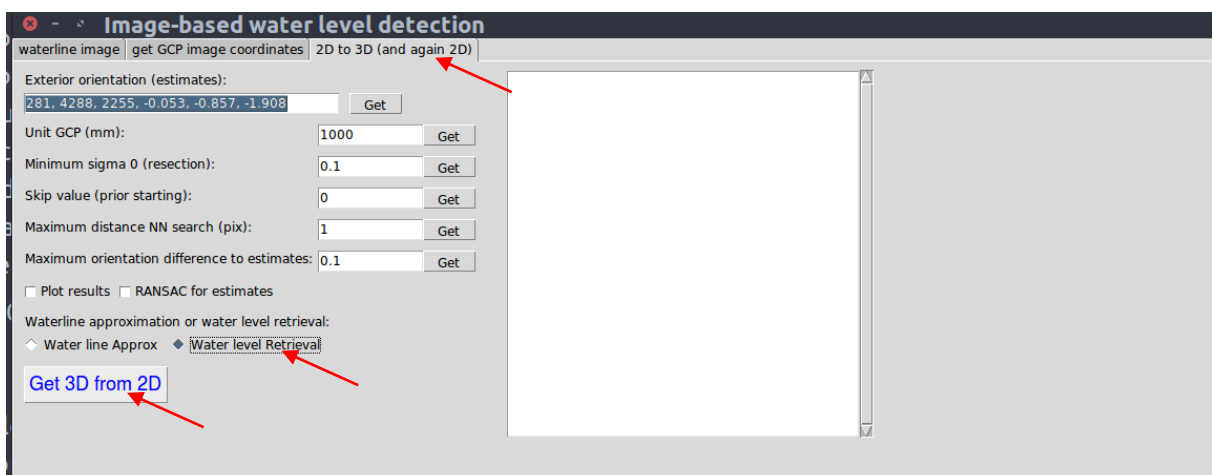 Image-based water level detection
waterline image get GCP image coordinates 2D to 3D (and again 2D)
Exterior orientation (estimates):
281, 4288, 2255, -0.053, -0.857, -1.908 Get
Unit GCP (mm): 1000 Get
Minimum sigma 0 (resection): 0.1 Get
Skip value (prior starting): 0 Get
Maximum distance NN search (pix): 1 Get
Maximum orientation difference to estimates: 0.1 Get
Plot results RANSAC for estimates
Waterline approximation or water level retrieval:
Water line Approx Water level Retrieval
Get 3D from 2D